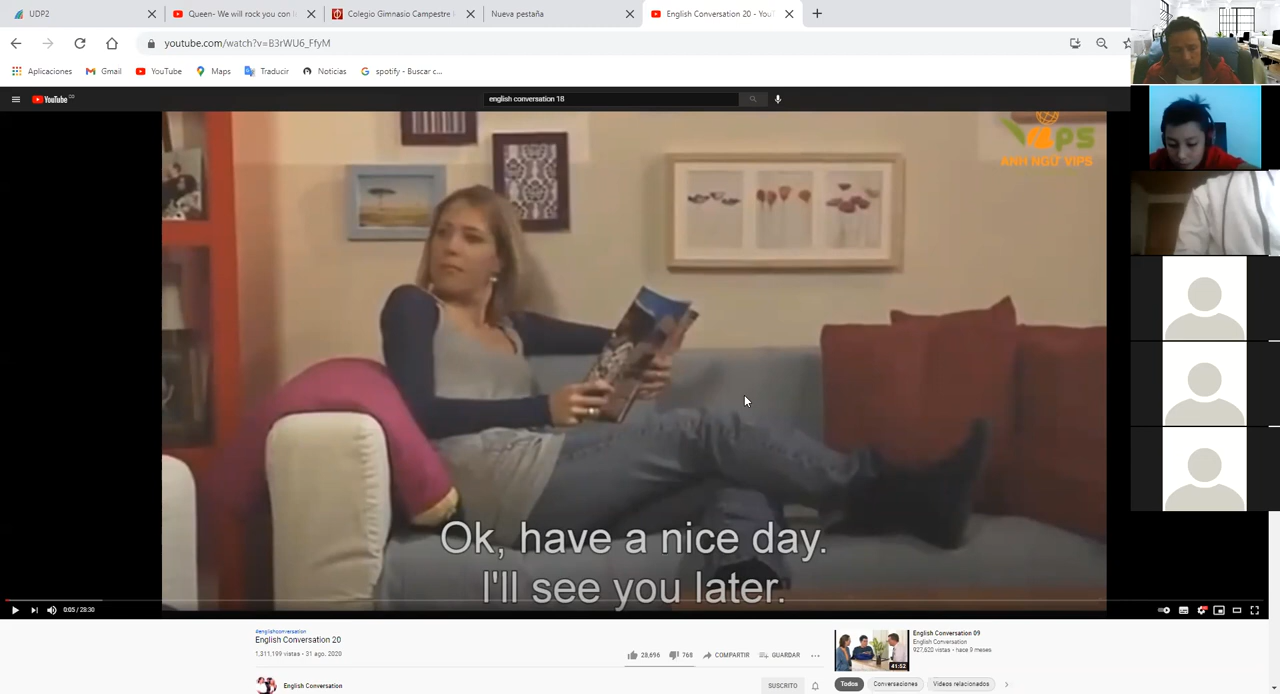 UDP2
Queen- We will rock you con l
Colegio Gimnasio Campestre
Nueva pestaña
English Conversation 20 - YouT
youtube.com/watch?v=B3rWU6_FfyM
Aplicaciones
Gmail
YouTube
Maps
Traducir
Noticias
spotify - Buscar c...
YouTube CO
english conversation 18
VIPS
ANH NGỮ VIPS
Ok, have a nice day.
I'll see you later.
0:05 / 28:30
#englishconversation
English Conversation 20
1,311,199 vistas - 31 ago. 2020
28,696
768
COMPARTIR
GUARDAR
English Conversation
SUSCRITO
41:52
English Conversation 09
English Conversation
927,620 vistas - hace 9 meses
Todos
Conversaciones
Videos relacionados